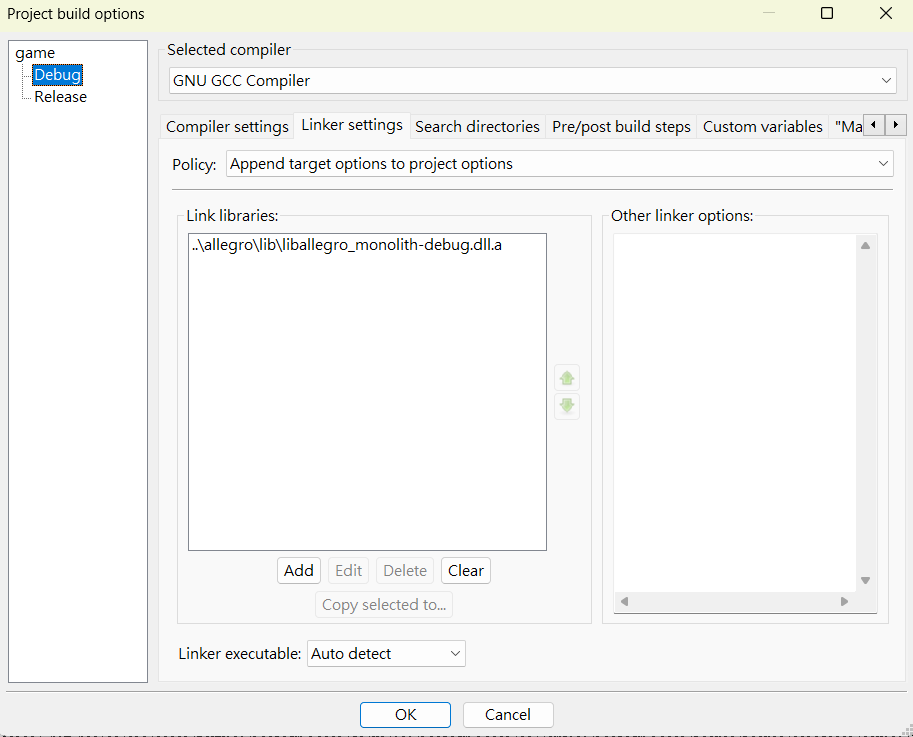 Project build options
game
Debug
Release
Selected compiler
GNU GCC Compiler
Compiler settings
Linker settings
Search directories
Pre/post build steps
Custom variables
"Ma
Policy:
Append target options to project options
Link libraries:
..\allegro\lib\liballegro_monolith-debug.dll.a
Add
Edit
Delete
Clear
Copy selected to...
Other linker options:
Linker executable:
Auto detect
OK
Cancel